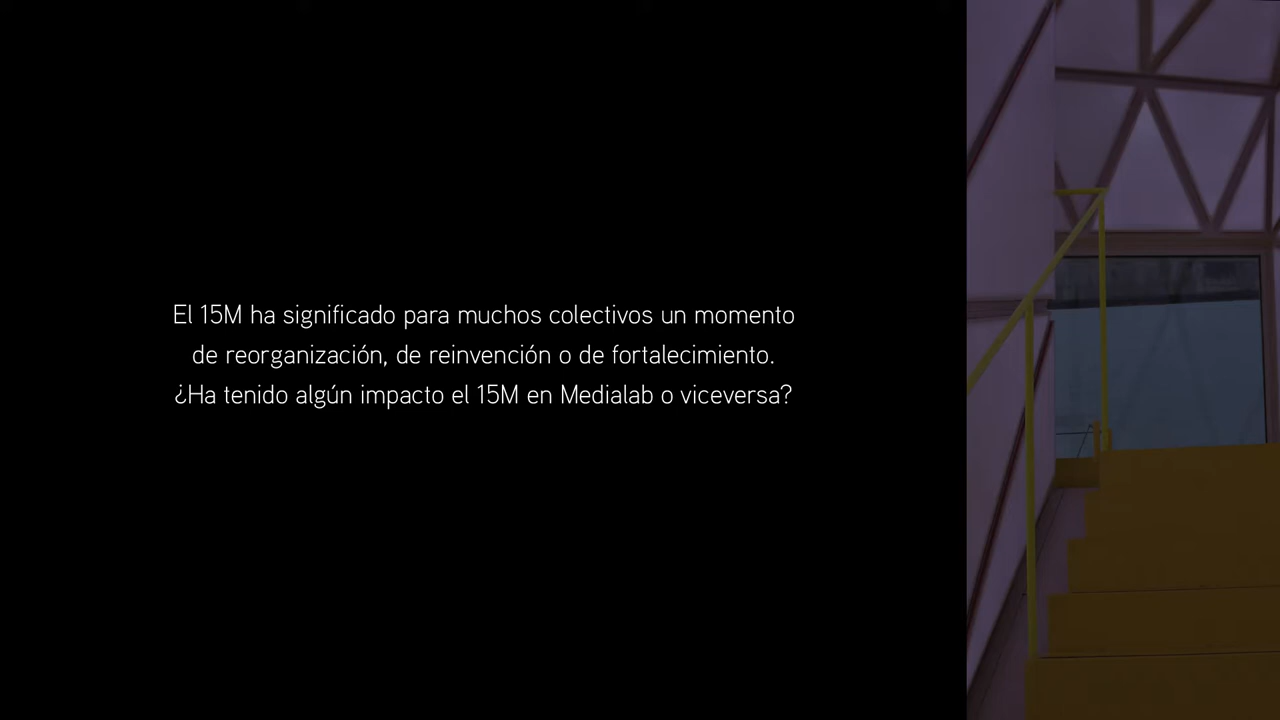 El 15M ha significado para muchos colectivos un momento
de reorganización, de reinvención o de fortalecimiento.
¿Ha tenido algún impacto el 15M en Medialab o viceversa?